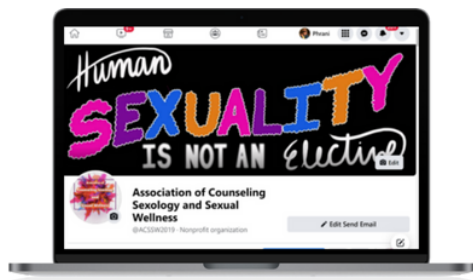 Phrani
Human
SEXUALITY
IS NOT AN Elective
Edit
Association of Counseling
Sexology and Sexual
Wellness
@ACSSW2019 · Nonprofit organization
Edit Send Email